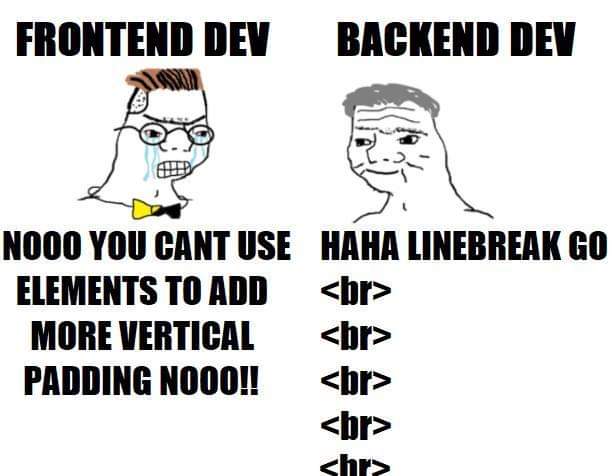 FRONTEND DEV
NOOO YOU CANT USE
ELEMENTS TO ADD
MORE VERTICAL
PADDING NOOO!!
BACKEND DEV
HAHA LINEBREAK GO
<br>
<br>
<br>
<br>
<br>